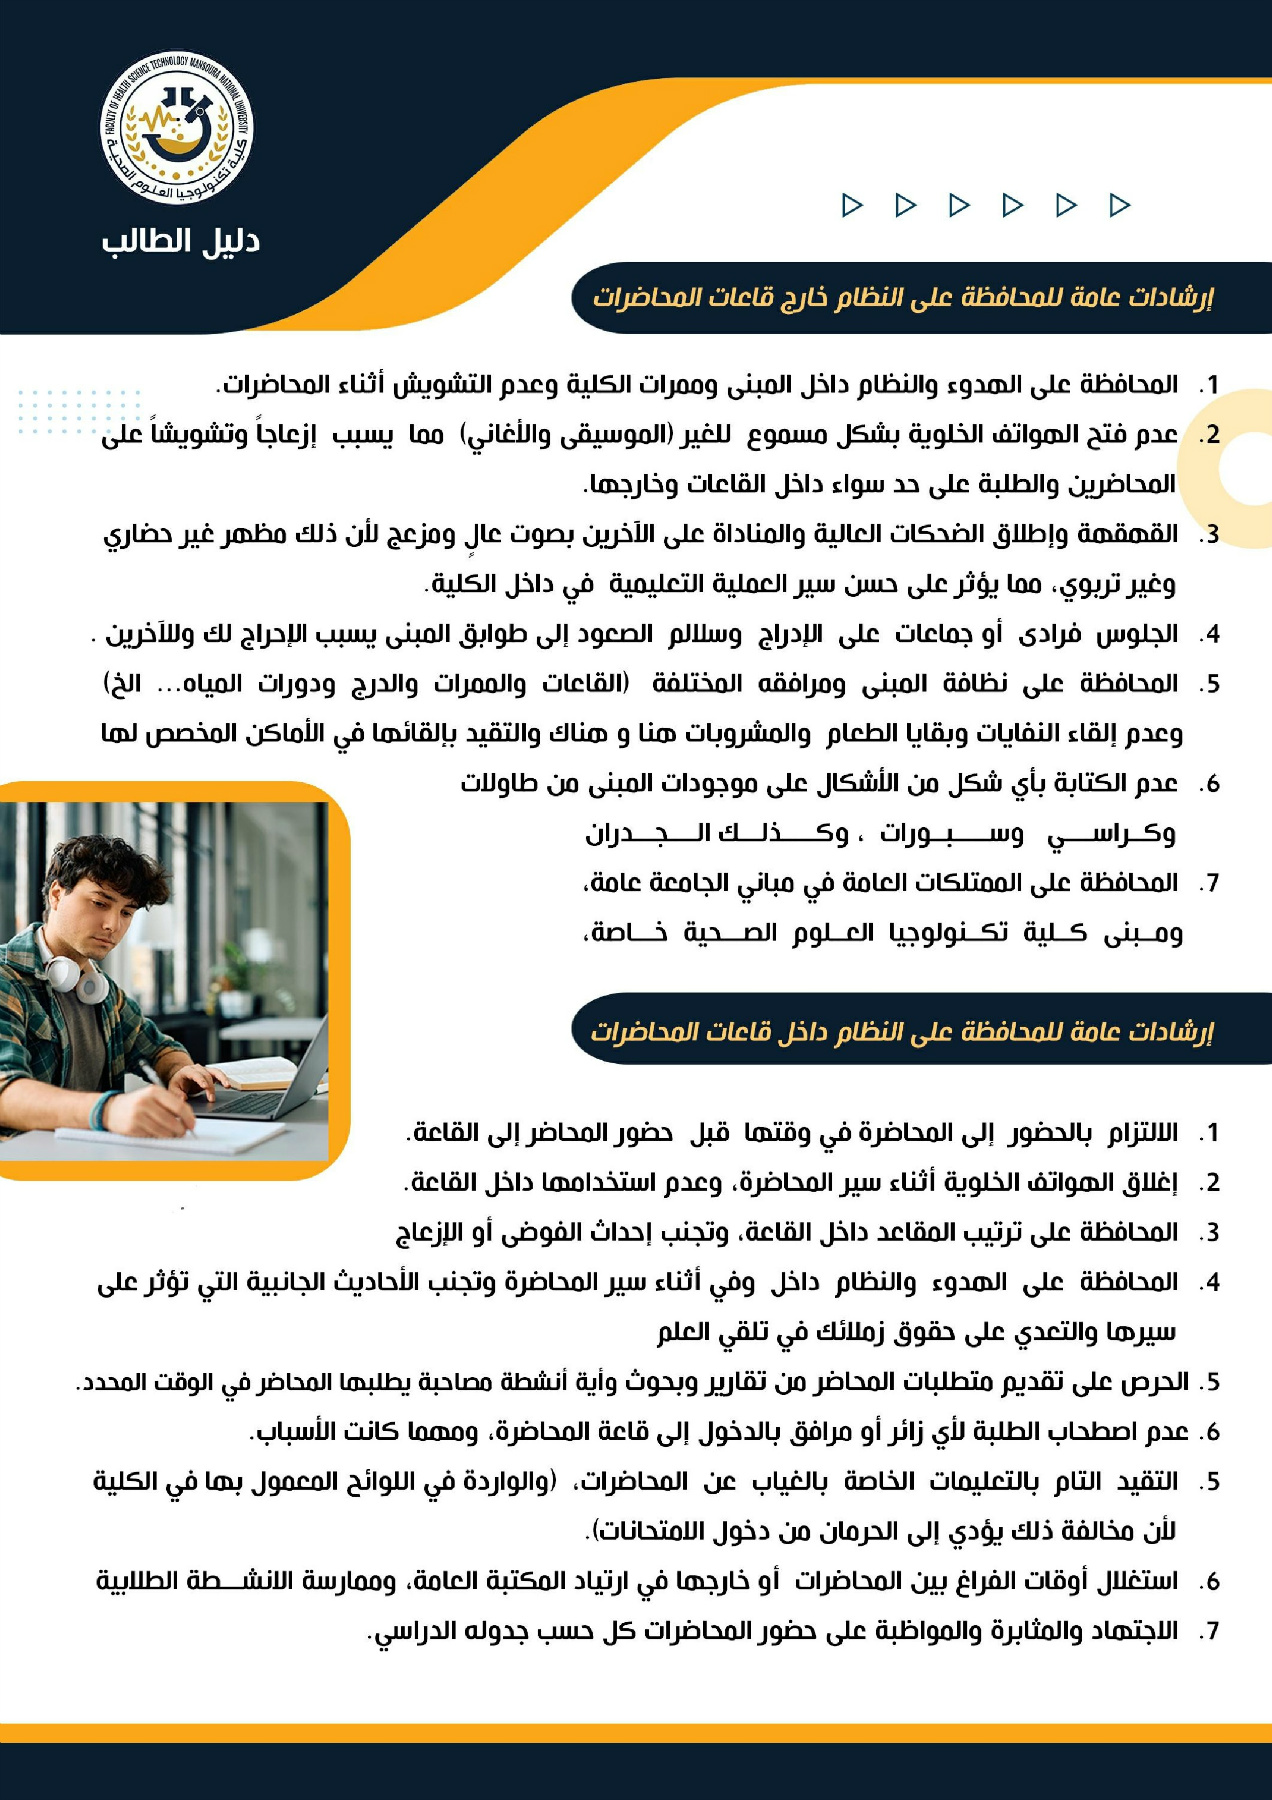 FACULTY OF HEALTH SCIENCE TECHNOLOGY MANSOURA NATIONAL UNIVERSITY
كلية تكنولوجيا العلوم الصحية
دليل الطالب
إرشادات عامة للمحافظة على النظام خارج قاعات المحاضرات
1. المحافظة على الهدوء والنظام داخل المبنى وممرات الكلية وعدم التشويش أثناء المحاضرات.
2. عدم فتح الهواتف الخلوية بشكل مسموع للغير (الموسيقى والأغاني) مما يسبب إزعاجاً وتشويشاً على
المحاضرين والطلبة على حد سواء داخل القاعات وخارجها.
3. القهقهة وإطلاق الضحكات العالية والمناداة على الآخرين بصوت عالٍ ومزعج لأن ذلك مظهر غير حضاري
وغير تربوي، مما يؤثر على حسن سير العملية التعليمية في داخل الكلية.
4. الجلوس فرادى أو جماعات على الإدراج وسلالم الصعود إلى طوابق المبنى يسبب الإحراج لك وللآخرين .
5. المحافظة على نظافة المبنى ومرافقه المختلفة (القاعات والممرات والدرج ودورات المياه... الخ)
وعدم إلقاء النفايات وبقايا الطعام والمشروبات هنا و هناك والتقيد بإلقائها في الأماكن المخصص لها
6. عدم الكتابة بأي شكل من الأشكال على موجودات المبنى من طاولات
وكـراســـي وســـبـــورات ، وكــــذلـــك الـــجـــدران
7. المحافظة على الممتلكات العامة في مباني الجامعة عامة،
ومـــبنى كـــلية تكـــنولوجيا العـــلوم الصـــحية خـــاصة،
إرشادات عامة للمحافظة على النظام داخل قاعات المحاضرات
1. الالتزام بالحضور إلى المحاضرة في وقتها قبل حضور المحاضر إلى القاعة.
2. إغلاق الهواتف الخلوية أثناء سير المحاضرة، وعدم استخدامها داخل القاعة.
3. المحافظة على ترتيب المقاعد داخل القاعة، وتجنب إحداث الفوضى أو الإزعاج
4. المحافظة على الهدوء والنظام داخل وفي أثناء سير المحاضرة وتجنب الأحاديث الجانبية التي تؤثر على
سيرها والتعدي على حقوق زملائك في تلقي العلم
5. الحرص على تقديم متطلبات المحاضر من تقارير وبحوث وأية أنشطة مصاحبة يطلبها المحاضر في الوقت المحدد.
6. عدم اصطحاب الطلبة لأي زائر أو مرافق بالدخول إلى قاعة المحاضرة، ومهما كانت الأسباب.
5. التقيد التام بالتعليمات الخاصة بالغياب عن المحاضرات، (والواردة في اللوائح المعمول بها في الكلية
لأن مخالفة ذلك يؤدي إلى الحرمان من دخول الامتحانات).
6. استغلال أوقات الفراغ بين المحاضرات أو خارجها في ارتياد المكتبة العامة، وممارسة الانشـــطة الطلابية
7. الاجتهاد والمثابرة والمواظبة على حضور المحاضرات كل حسب جدوله الدراسي.